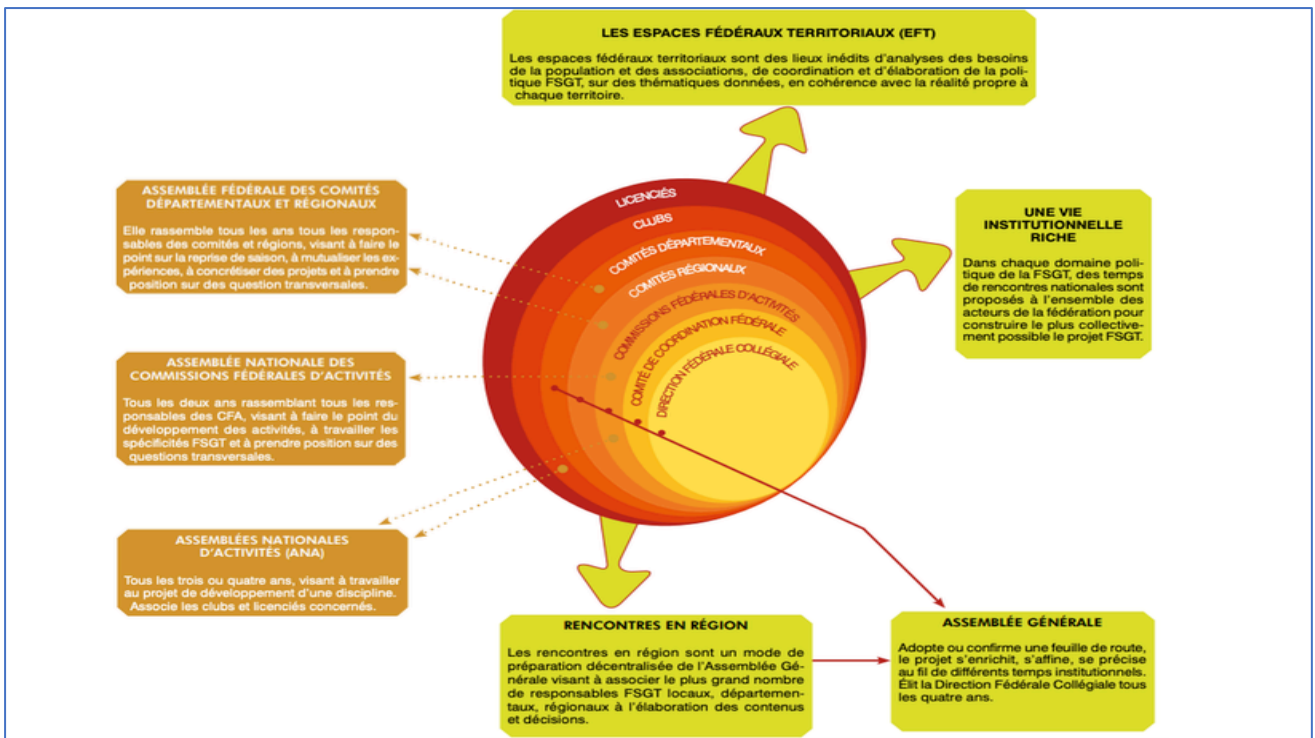 LES ESPACES FÉDÉRAUX TERRITORIAUX (EFT)
Les espaces fédéraux territoriaux sont des lieux inédits d'analyses des besoins
de la population et des associations, de coordination et d'élaboration de la poli-
tique FSGT, sur des thématiques données, en cohérence avec la réalité propre à
chaque territoire.
ASSEMBLÉE FÉDÉRALE DES COMITÉS
DÉPARTEMENTAUX ET RÉGIONAUX
Elle rassemble tous les ans tous les respon-
sables des comités et régions, visant à faire le
point sur la reprise de saison, à mutualiser les ex-
périences, à concrétiser des projets et à prendre
position sur des question transversales.
ASSEMBLÉE NATIONALE DES
COMMISSIONS FÉDÉRALES D'ACTIVITÉS
Tous les deux ans rassemblant tous les res-
ponsables des CFA, visant à faire le point du
développement des activités, à travailler les
spécificités FSGT et à prendre position sur des
questions transversales.
ASSEMBLÉES NATIONALES
D'ACTIVITÉS (ANA)
Tous les trois ou quatre ans, visant à travailler
au projet de développement d'une discipline.
Associe les clubs et licenciés concernés.
LICENCIÉS
CLUBS
COMITÉS DÉPARTEMENTAUX
COMITÉS RÉGIONAUX
COMMISSIONS FÉDÉRALES D'ACTIVITÉS
COMITÉ DE COORDINATION FÉDÉRALE
DIRECTION FÉDÉRALE COLLÉGIALE
UNE VIE
INSTITUTIONNELLE
RICHE
Dans chaque domaine poli-
tique de la FSGT, des temps
de rencontres nationales sont
proposés à l'ensemble des
acteurs de la fédération pour
construire le plus collective-
ment possible le projet FSGT.
RENCONTRES EN RÉGION
Les rencontres en région sont un mode de
préparation décentralisée de l'Assemblée Gé-
nérale visant à associer le plus grand nombre
de responsables FSGT locaux, départemen-
taux, régionaux à l'élaboration des contenus
et décisions.
ASSEMBLÉE GÉNÉRALE
Adopte ou confirme une feuille de route,
le projet s'enrichit, s'affine, se précise
au fil de différents temps institutionnels.
Élit la Direction Fédérale Collégiale tous
les quatre ans.